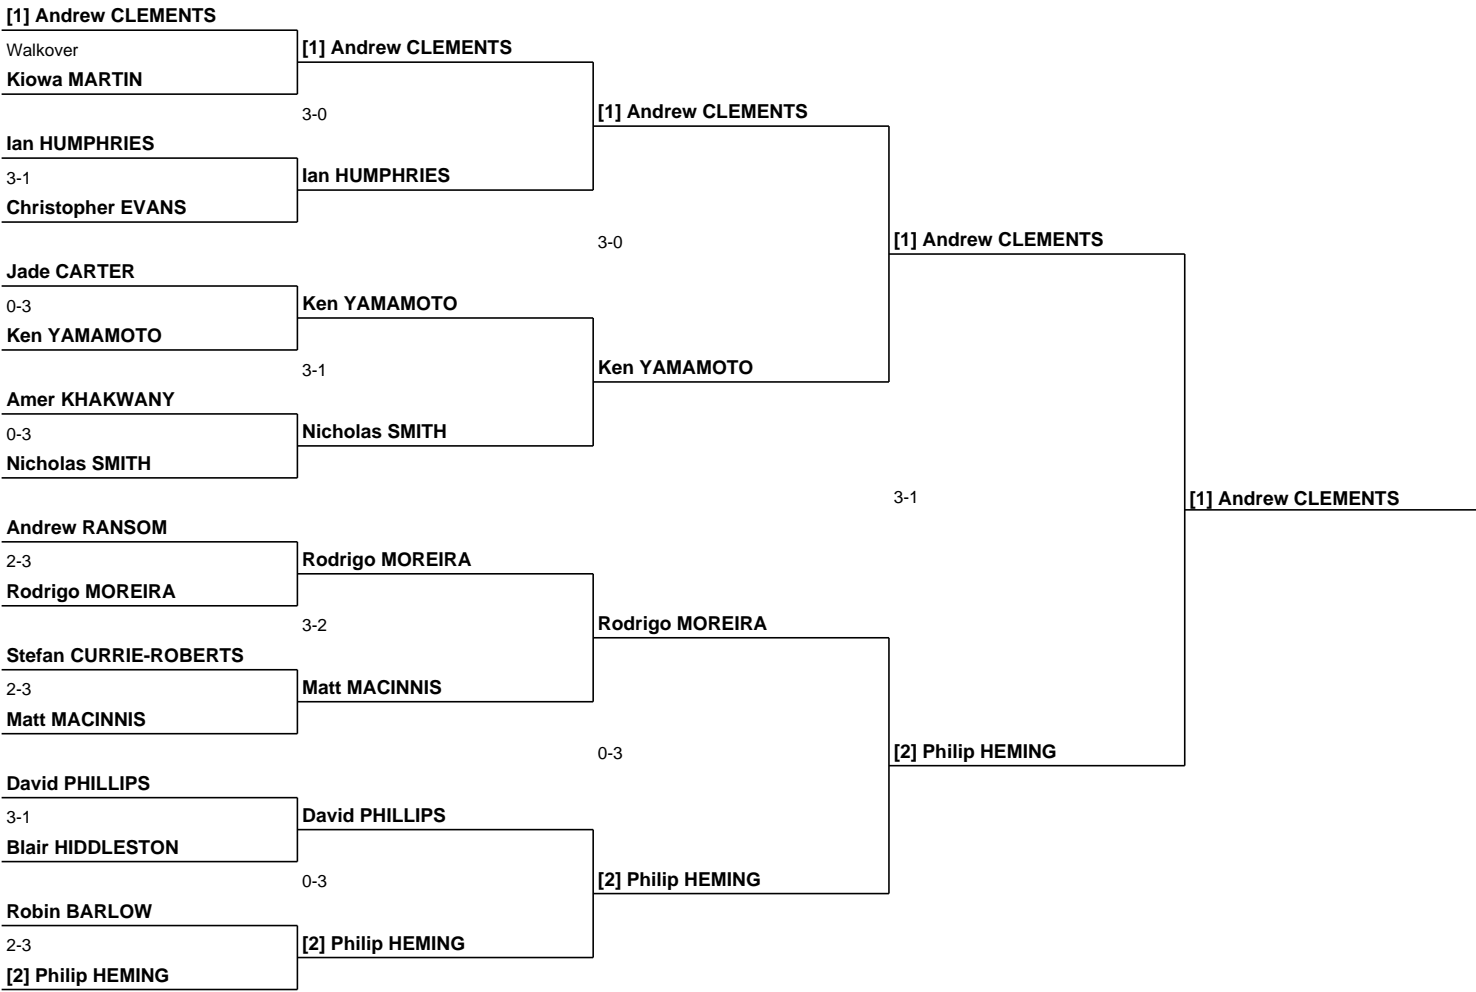 [1] Andrew CLEMENTS
Walkover
Kiowa MARTIN
Ian HUMPHRIES
3-1
Christopher EVANS
Jade CARTER
0-3
Ken YAMAMOTO
Amer KHAKWANY
0-3
Nicholas SMITH
Andrew RANSOM
2-3
Rodrigo MOREIRA
Stefan CURRIE-ROBERTS
2-3
Matt MACINNIS
David PHILLIPS
3-1
Blair HIDDLESTON
Robin BARLOW
2-3
[2] Philip HEMING
[1] Andrew CLEMENTS
3-0
Ian HUMPHRIES
Ken YAMAMOTO
3-1
Nicholas SMITH
Rodrigo MOREIRA
3-2
Matt MACINNIS
David PHILLIPS
0-3
[2] Philip HEMING
[1] Andrew CLEMENTS
3-0
Ken YAMAMOTO
Rodrigo MOREIRA
0-3
[2] Philip HEMING
[1] Andrew CLEMENTS
3-1
[2] Philip HEMING
[1] Andrew CLEMENTS